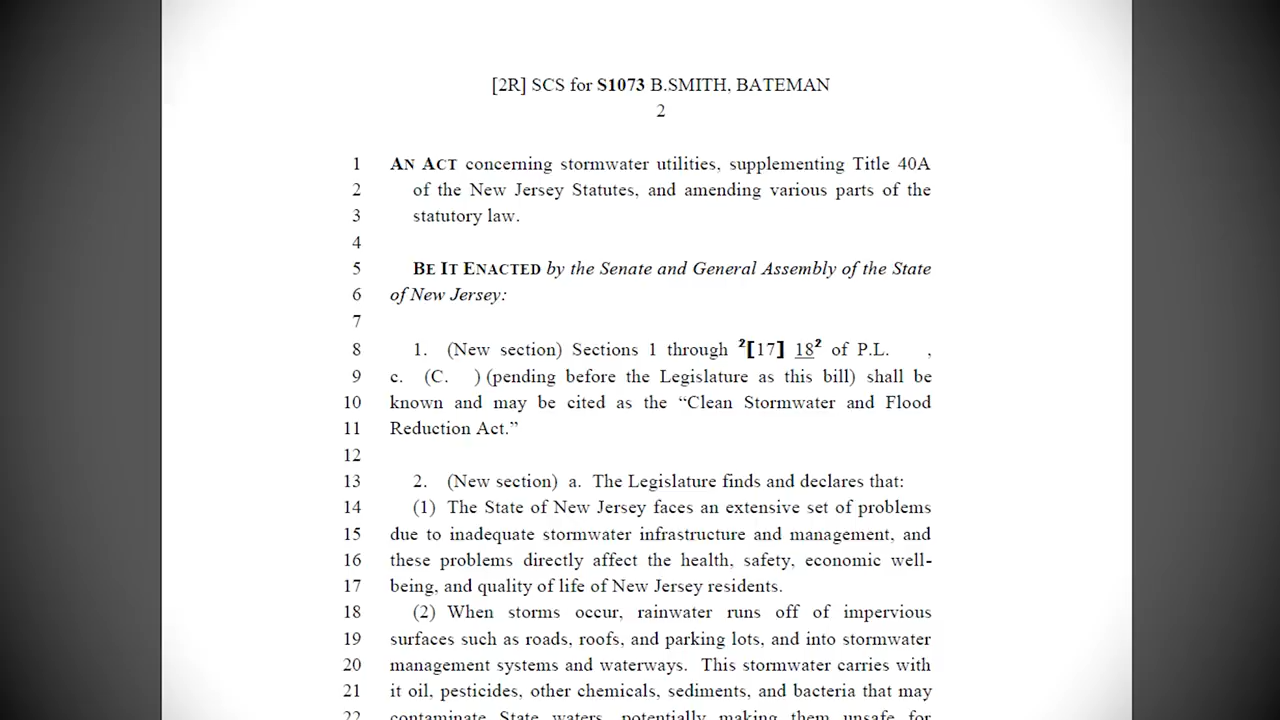 [2R] SCS for S1073 B.SMITH, BATEMAN
2
1 AN ACT concerning stormwater utilities, supplementing Title 40A
2 of the New Jersey Statutes, and amending various parts of the
3 statutory law.
4
5 BE IT ENACTED by the Senate and General Assembly of the State
6 of New Jersey:
7
8 1. (New section) Sections 1 through ²[17] 18² of P.L. ,
9 c. (C. ) (pending before the Legislature as this bill) shall be
10 known and may be cited as the “Clean Stormwater and Flood
11 Reduction Act.”
12
13 2. (New section) a. The Legislature finds and declares that:
14 (1) The State of New Jersey faces an extensive set of problems
15 due to inadequate stormwater infrastructure and management, and
16 these problems directly affect the health, safety, economic well-
17 being, and quality of life of New Jersey residents.
18 (2) When storms occur, rainwater runs off of impervious
19 surfaces such as roads, roofs, and parking lots, and into stormwater
20 management systems and waterways. This stormwater carries with
21 it oil, pesticides, other chemicals, sediments, and bacteria that may
22 contaminate State waters, potentially making them unsafe for